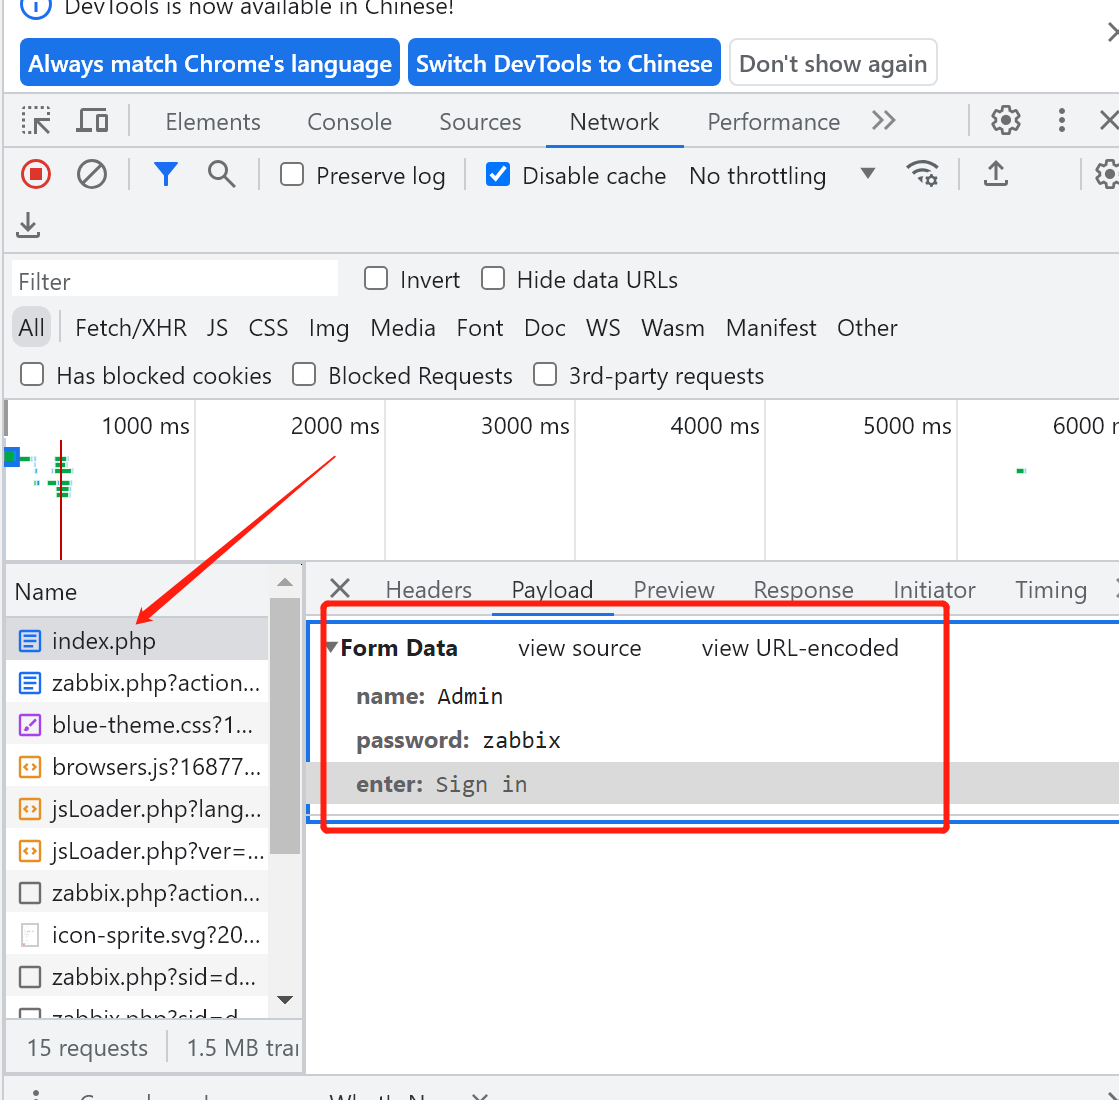 DevTools is now available in Chinese!
Always match Chrome's language Switch DevTools to Chinese Don't show again
Elements Console Sources Network Performance
Preserve log Disable cache No throttling
Filter Invert Hide data URLs
All Fetch/XHR JS CSS Img Media Font Doc WS Wasm Manifest Other
Has blocked cookies Blocked Requests 3rd-party requests
1000 ms 2000 ms 3000 ms 4000 ms 5000 ms 6000
Name Headers Payload Preview Response Initiator Timing
index.php
zabbix.php?action...
blue-theme.css?1...
browsers.js?16877...
jsLoader.php?lang...
jsLoader.php?ver=...
zabbix.php?action...
icon-sprite.svg?20...
zabbix.php?sid=d...
zabbix.php?sid=d...
15 requests 1.5 MB
Form Data view source view URL-encoded
name: Admin
password: zabbix
enter: Sign in